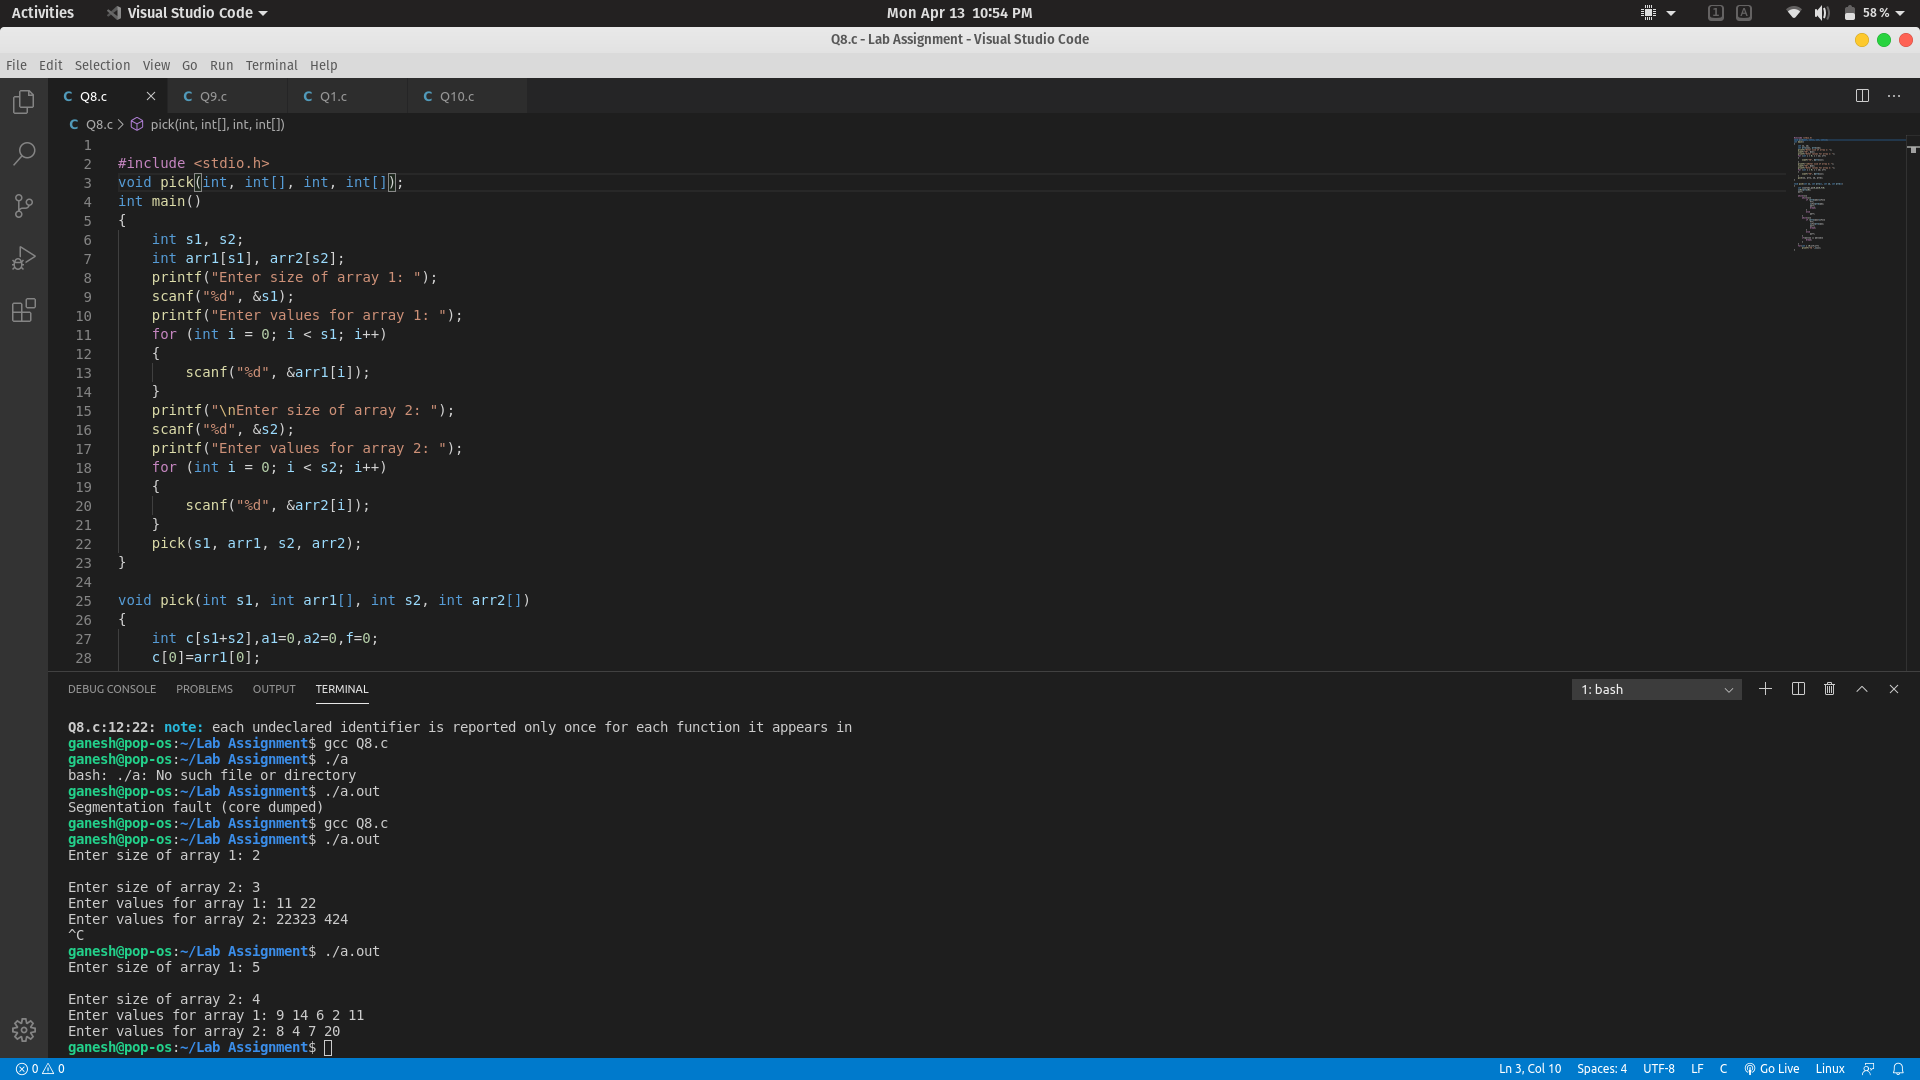 Activities Visual Studio Code Mon Apr 13 10:54 PM 1 A 58 %
Q8.c - Lab Assignment - Visual Studio Code
File Edit Selection View Go Run Terminal Help
C Q8.c C Q9.c C Q1.c C Q10.c
C Q8.c > pick(int, int[], int, int[])
1
2 #include <stdio.h>
3 void pick(int, int[], int, int[]);
4 int main()
5 {
6 int s1, s2;
7 int arr1[s1], arr2[s2];
8 printf("Enter size of array 1: ");
9 scanf("%d", &s1);
10 printf("Enter values for array 1: ");
11 for (int i = 0; i < s1; i++)
12 {
13 scanf("%d", &arr1[i]);
14 }
15 printf("\nEnter size of array 2: ");
16 scanf("%d", &s2);
17 printf("Enter values for array 2: ");
18 for (int i = 0; i < s2; i++)
19 {
20 scanf("%d", &arr2[i]);
21 }
22 pick(s1, arr1, s2, arr2);
23 }
24
25 void pick(int s1, int arr1[], int s2, int arr2[])
26 {
27 int c[s1+s2],a1=0,a2=0,f=0;
28 c[0]=arr1[0];
DEBUG CONSOLE PROBLEMS OUTPUT TERMINAL 1: bash
Q8.c:12:22: note: each undeclared identifier is reported only once for each function it appears in
ganesh@pop-os:~/Lab Assignment$ gcc Q8.c
ganesh@pop-os:~/Lab Assignment$ ./a
bash: ./a: No such file or directory
ganesh@pop-os:~/Lab Assignment$ ./a.out
Segmentation fault (core dumped)
ganesh@pop-os:~/Lab Assignment$ gcc Q8.c
ganesh@pop-os:~/Lab Assignment$ ./a.out
Enter size of array 1: 2
Enter size of array 2: 3
Enter values for array 1: 11 22
Enter values for array 2: 22323 424
^C
ganesh@pop-os:~/Lab Assignment$ ./a.out
Enter size of array 1: 5
Enter size of array 2: 4
Enter values for array 1: 9 14 6 2 11
Enter values for array 2: 8 4 7 20
ganesh@pop-os:~/Lab Assignment$
0 0 Ln 3, Col 10 Spaces: 4 UTF-8 LF C Go Live Linux